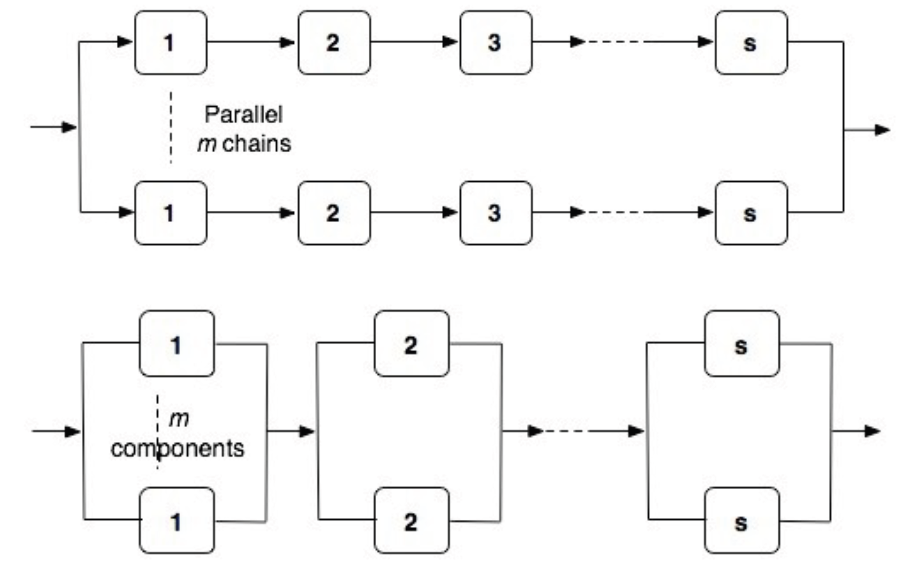 1 2 3 s
Parallel
m chains
1 2 3 s
1 2 s
m
components
1 2 s